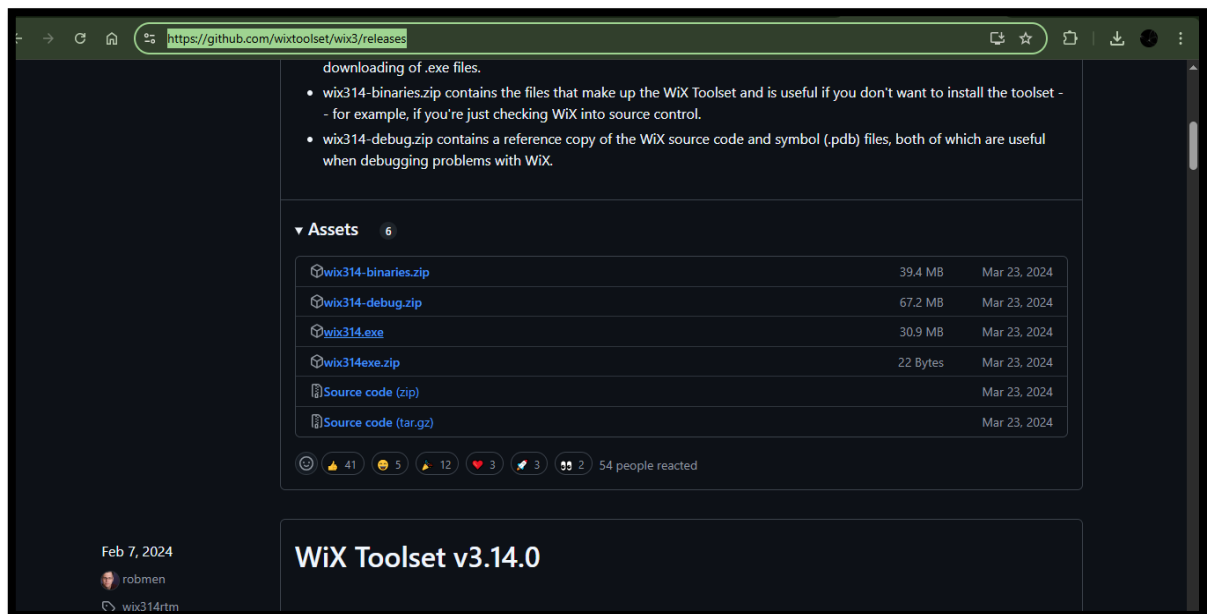 https://github.com/wixtoolset/wix3/releases
downloading of .exe files.
wix314-binaries.zip contains the files that make up the WiX Toolset and is useful if you don't want to install the toolset -
- for example, if you're just checking WiX into source control.
wix314-debug.zip contains a reference copy of the WiX source code and symbol (.pdb) files, both of which are useful
when debugging problems with WiX.
Assets 6
wix314-binaries.zip 39.4 MB Mar 23, 2024
wix314-debug.zip 67.2 MB Mar 23, 2024
wix314.exe 30.9 MB Mar 23, 2024
wix314exe.zip 22 Bytes Mar 23, 2024
Source code (zip) Mar 23, 2024
Source code (tar.gz) Mar 23, 2024
41 5 12 3 3 2 54 people reacted
Feb 7, 2024
WiX Toolset v3.14.0
robmen
wix314rtm